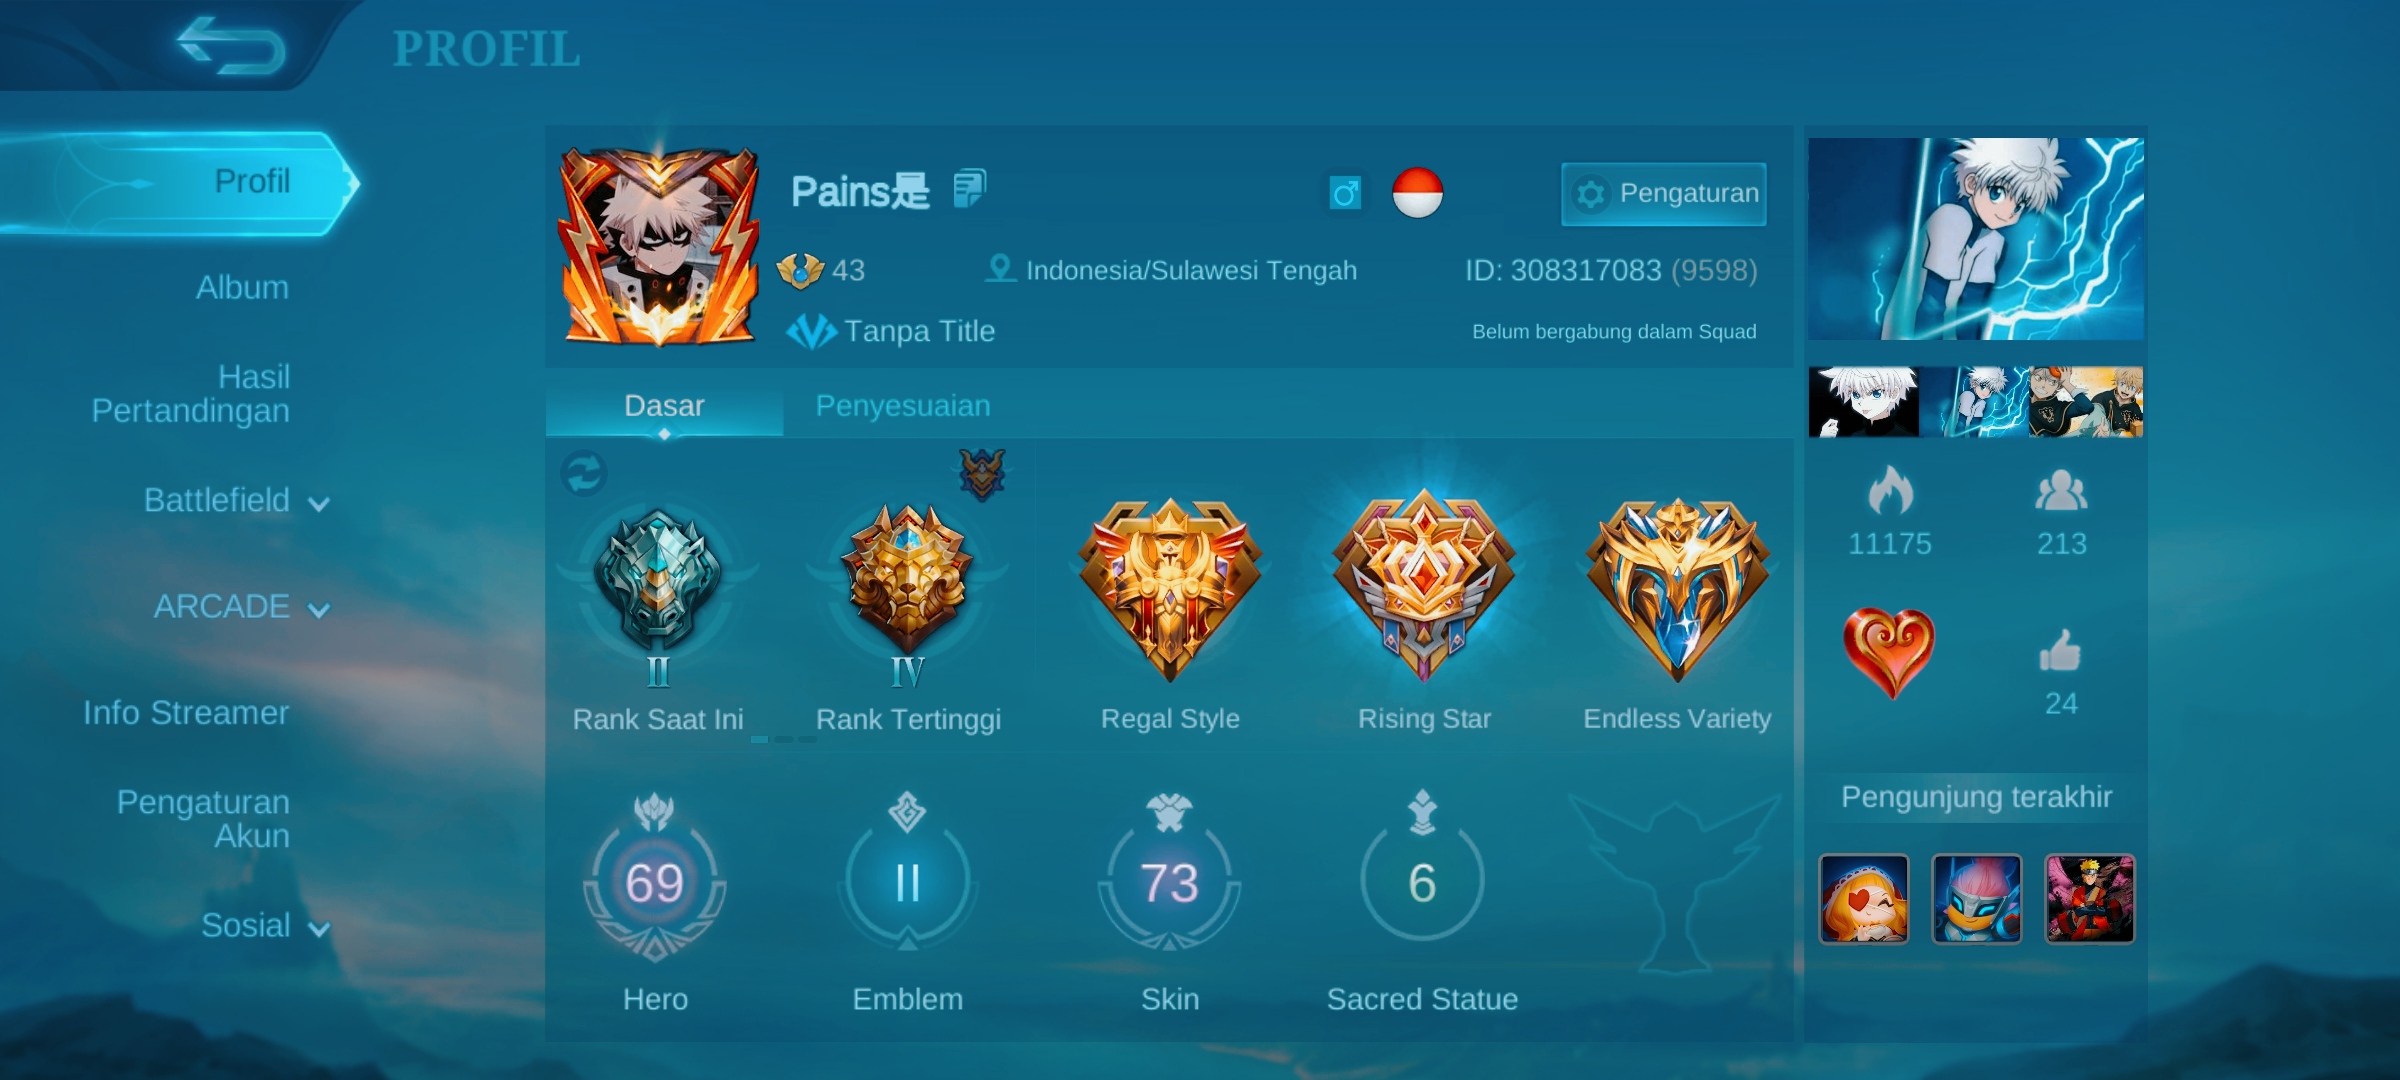 PROFIL
Profil
Album
Hasil
Pertandingan
Battlefield
ARCADE
Info Streamer
Pengaturan
Akun
Sosial
Pains是
Pengaturan
43
Indonesia/Sulawesi Tengah
ID: 308317083 (9598)
Tanpa Title
Belum bergabung dalam Squad
Dasar
Penyesuaian
II
IV
Rank Saat Ini
Rank Tertinggi
Regal Style
Rising Star
Endless Variety
69
II
73
6
Hero
Emblem
Skin
Sacred Statue
11175
213
24
Pengunjung terakhir